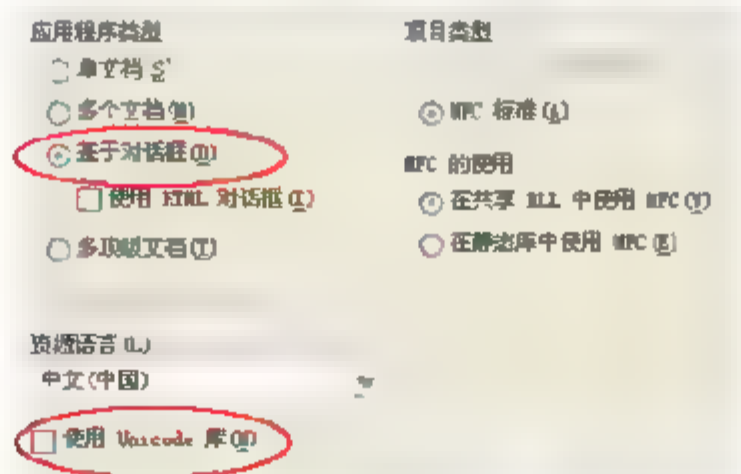 应用程序类型
单文档(S)
多个文档(M)
基于对话框(D)
使用 HTML 对话框(I)
多顶级文档(T)
资源语言(L)
中文(中国)
使用 Unicode 库(N)
项目类型
MFC 标准(A)
MFC 的使用
在共享 DLL 中使用 MFC(U)
在静态库中使用 MFC(E)